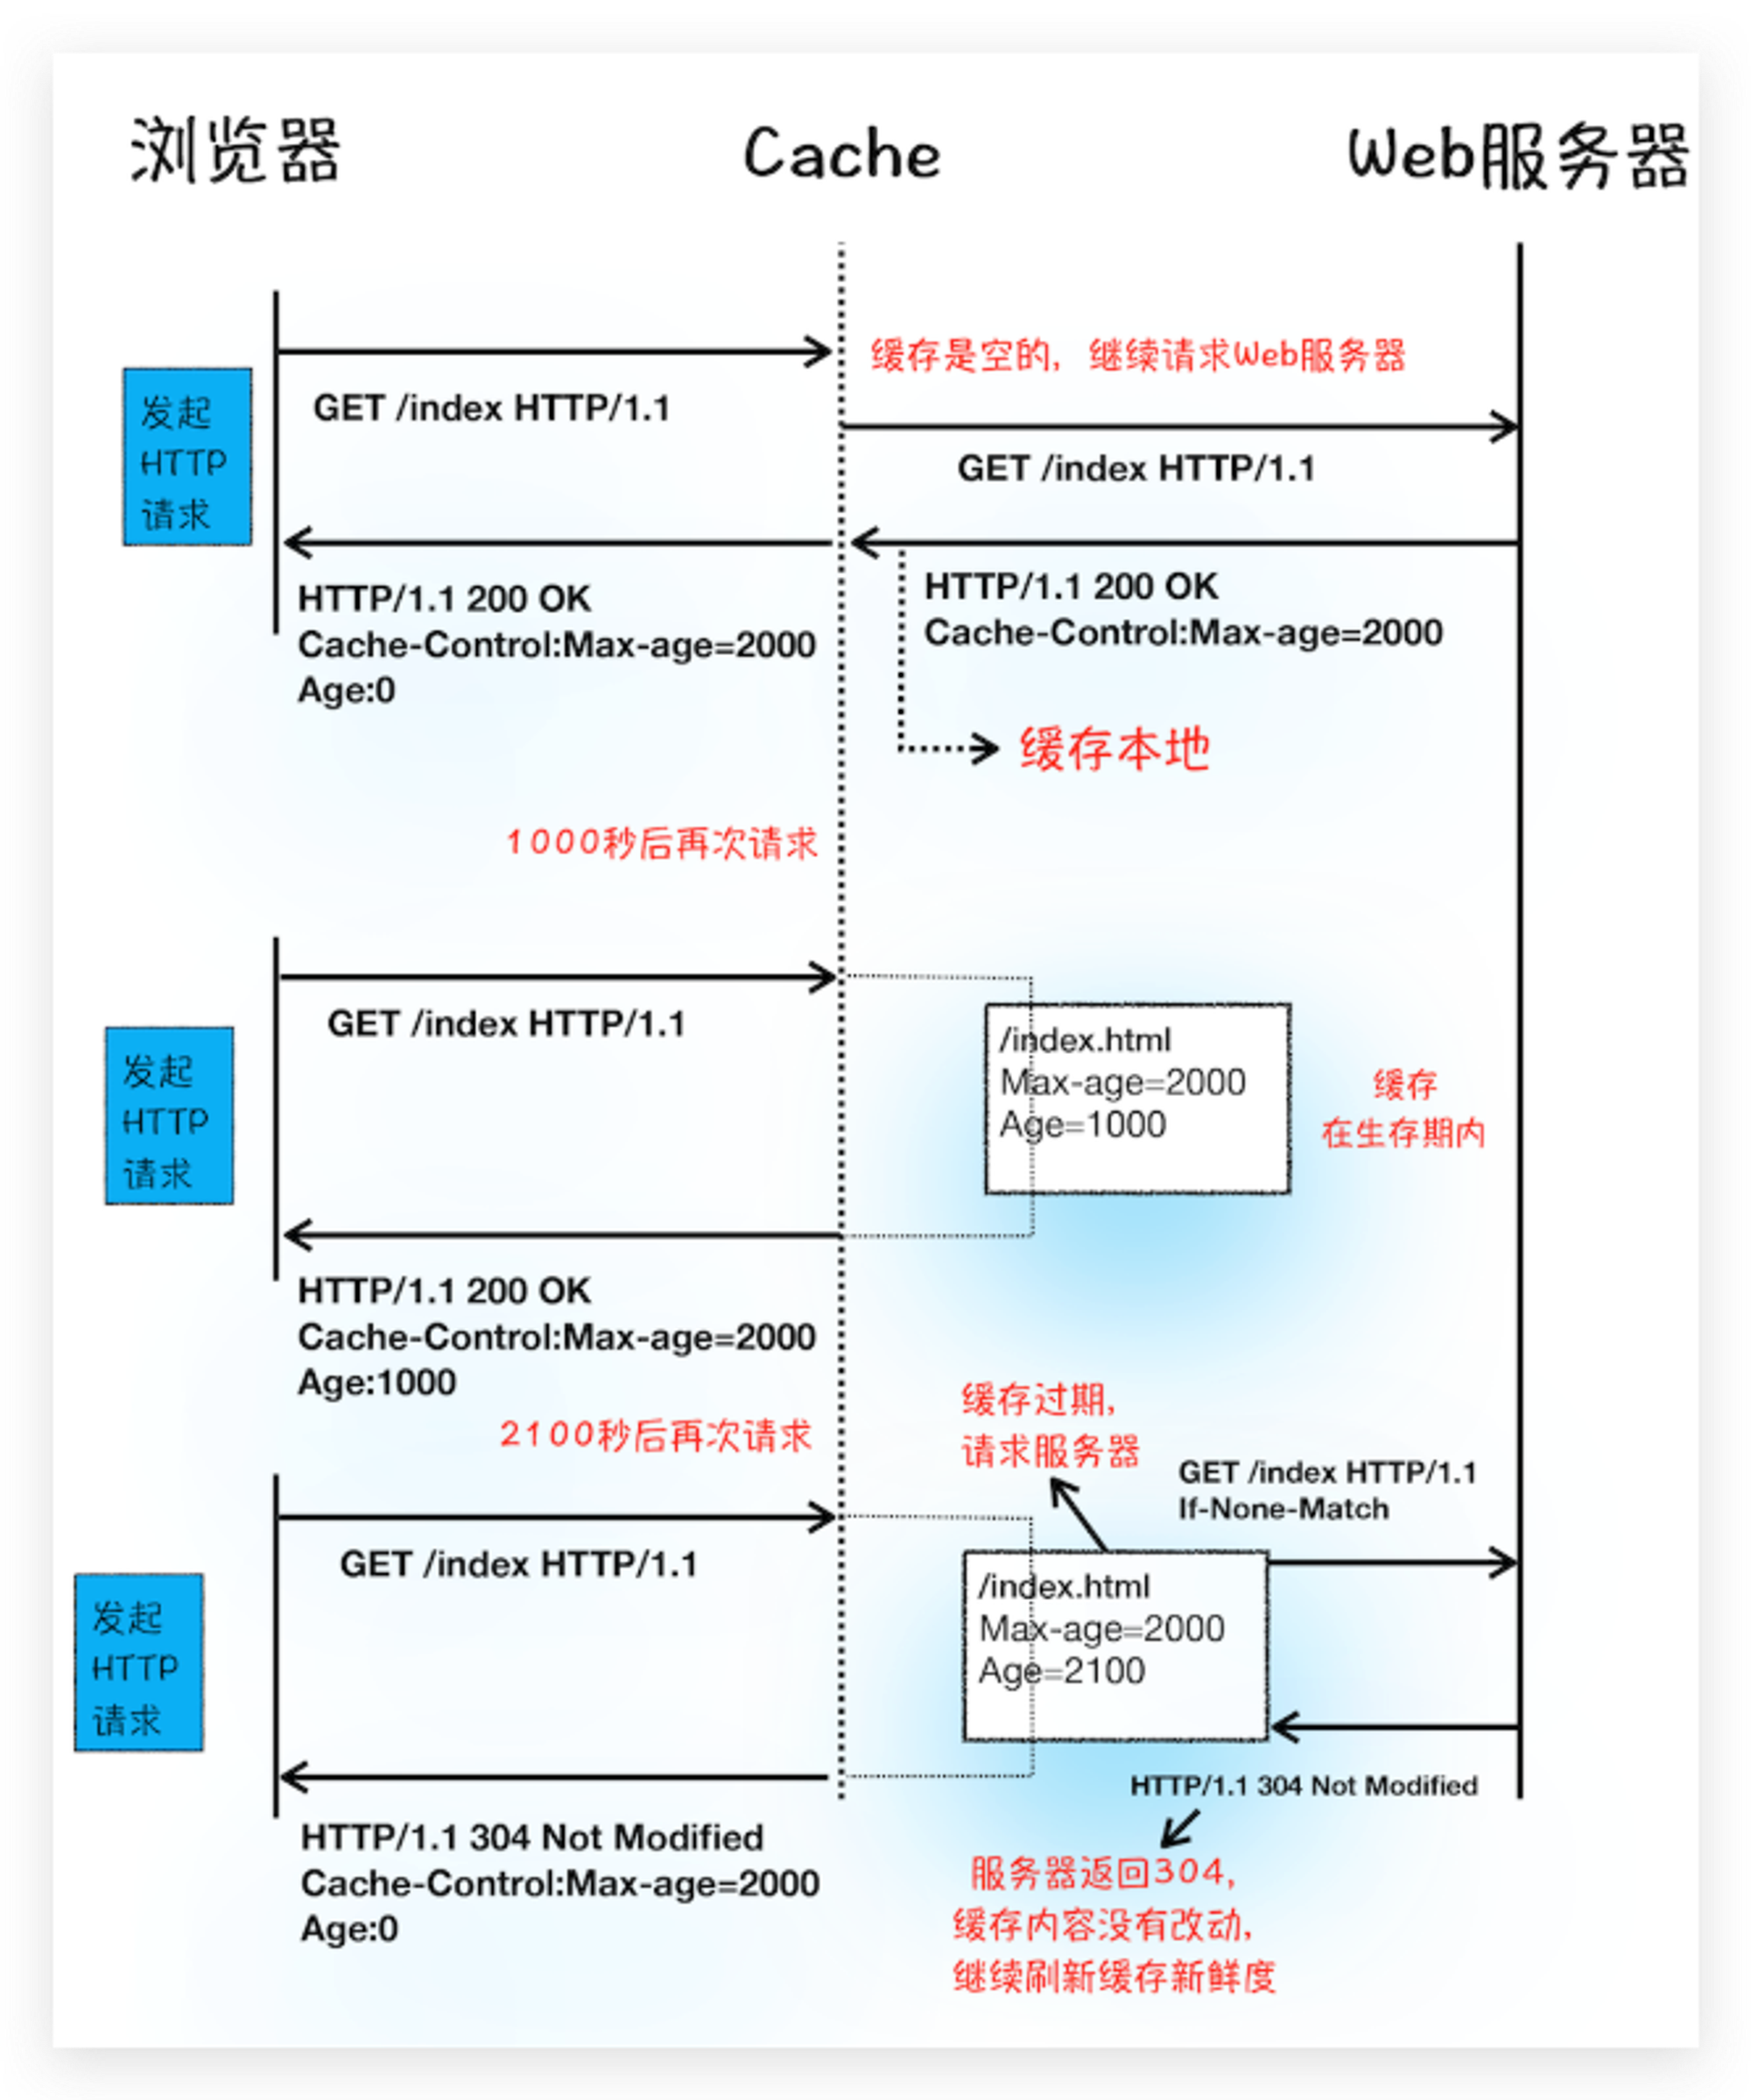 浏览器
Cache
Web服务器
缓存是空的，继续请求Web服务器
发起
HTTP
请求
GET /index HTTP/1.1
GET /index HTTP/1.1
HTTP/1.1 200 OK
Cache-Control:Max-age=2000
Age:0
HTTP/1.1 200 OK
Cache-Control:Max-age=2000
缓存本地
1000秒后再次请求
发起
HTTP
请求
GET /index HTTP/1.1
/index.html
Max-age=2000
Age=1000
缓存
在生存期内
HTTP/1.1 200 OK
Cache-Control:Max-age=2000
Age:1000
2100秒后再次请求
缓存过期，
请求服务器
GET /index HTTP/1.1
If-None-Match
发起
HTTP
请求
GET /index HTTP/1.1
/index.html
Max-age=2000
Age=2100
HTTP/1.1 304 Not Modified
HTTP/1.1 304 Not Modified
Cache-Control:Max-age=2000
Age:0
服务器返回304，
缓存内容没有改动，
继续刷新缓存新鲜度